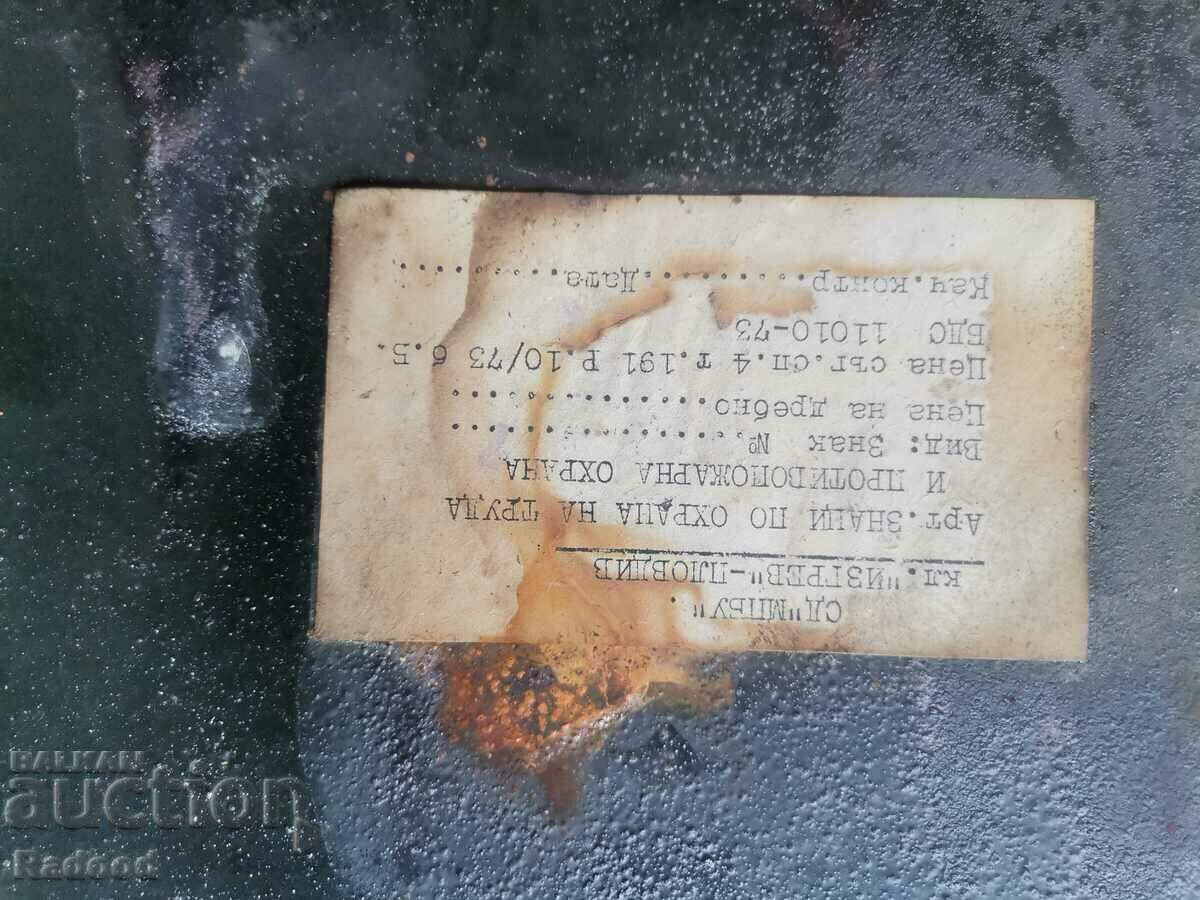 СД"МПБУ".
кл."ИЗГРЕВ"-ПЛОВДИВ
Арт.ЗНАЦИ ПО ОХРАНА НА ТРУДА
И ПРОТИВОПОЖАРНА ОХРАНА
Вид: Знак №...............
Цена на дребно...............
Цена съг.сп.4 т.191 Р.10/73 б.5.
БДС 11010-73
Кач.контр..........Дата..........
BALKAN
auction
Radood